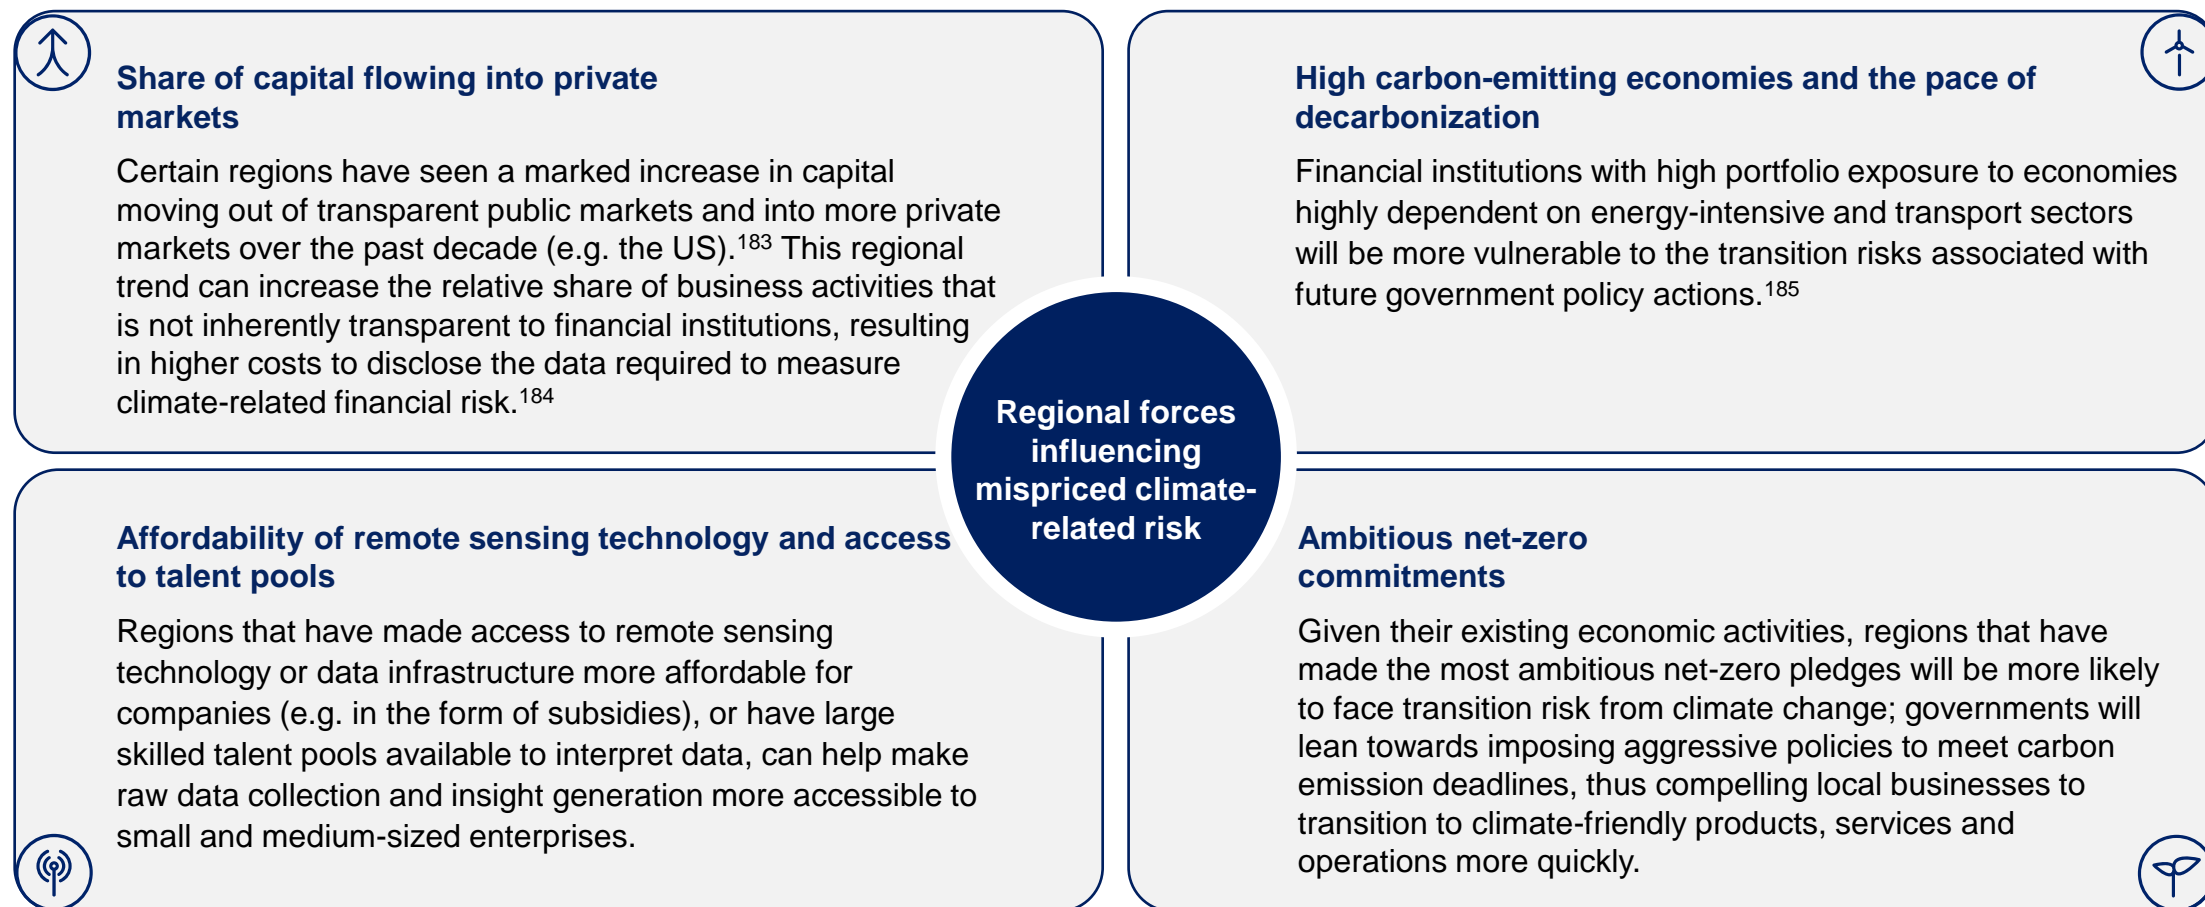 Share of capital flowing into private
markets
Certain regions have seen a marked increase in capital
moving out of transparent public markets and into more private
markets over the past decade (e.g. the US).183 This regional
trend can increase the relative share of business activities that
is not inherently transparent to financial institutions, resulting
in higher costs to disclose the data required to measure
climate-related financial risk.184
High carbon-emitting economies and the pace of
decarbonization
Financial institutions with high portfolio exposure to economies
highly dependent on energy-intensive and transport sectors
will be more vulnerable to the transition risks associated with
future government policy actions.185
Regional forces
influencing
mispriced climate-
related risk
Affordability of remote sensing technology and access
to talent pools
Regions that have made access to remote sensing
technology or data infrastructure more affordable for
companies (e.g. in the form of subsidies), or have large
skilled talent pools available to interpret data, can help make
raw data collection and insight generation more accessible to
small and medium-sized enterprises.
Ambitious net-zero
commitments
Given their existing economic activities, regions that have
made the most ambitious net-zero pledges will be more likely
to face transition risk from climate change; governments will
lean towards imposing aggressive policies to meet carbon
emission deadlines, thus compelling local businesses to
transition to climate-friendly products, services and
operations more quickly.